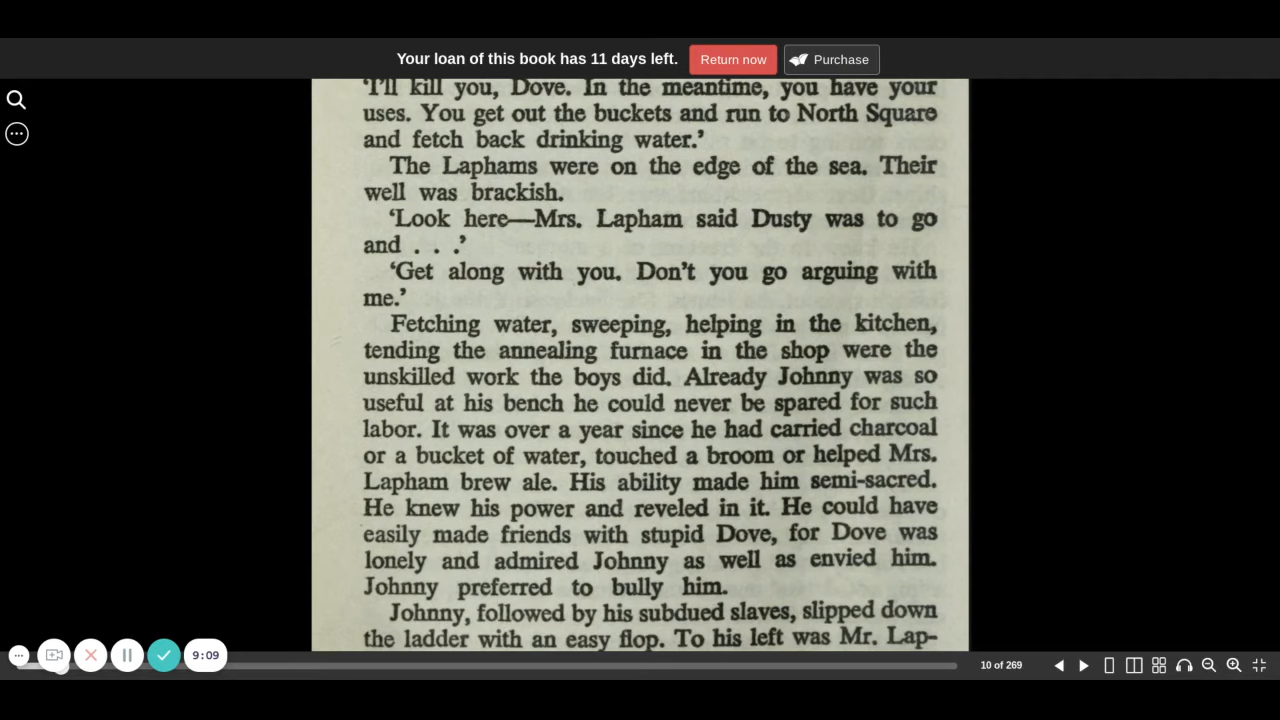 Your loan of this book has 11 days left. Return now Purchase
'I'll kill you, Dove. In the meantime, you have your
uses. You get out the buckets and run to North Square
and fetch back drinking water.'
The Laphams were on the edge of the sea. Their
well was brackish.
'Look here—Mrs. Lapham said Dusty was to go
and . . .'
'Get along with you. Don't you go arguing with
me.'
Fetching water, sweeping, helping in the kitchen,
tending the annealing furnace in the shop were the
unskilled work the boys did. Already Johnny was so
useful at his bench he could never be spared for such
labor. It was over a year since he had carried charcoal
or a bucket of water, touched a broom or helped Mrs.
Lapham brew ale. His ability made him semi-sacred.
He knew his power and reveled in it. He could have
easily made friends with stupid Dove, for Dove was
lonely and admired Johnny as well as envied him.
Johnny preferred to bully him.
Johnny, followed by his subdued slaves, slipped down
the ladder with an easy flop. To his left was Mr. Lap-
9:09
10 of 269